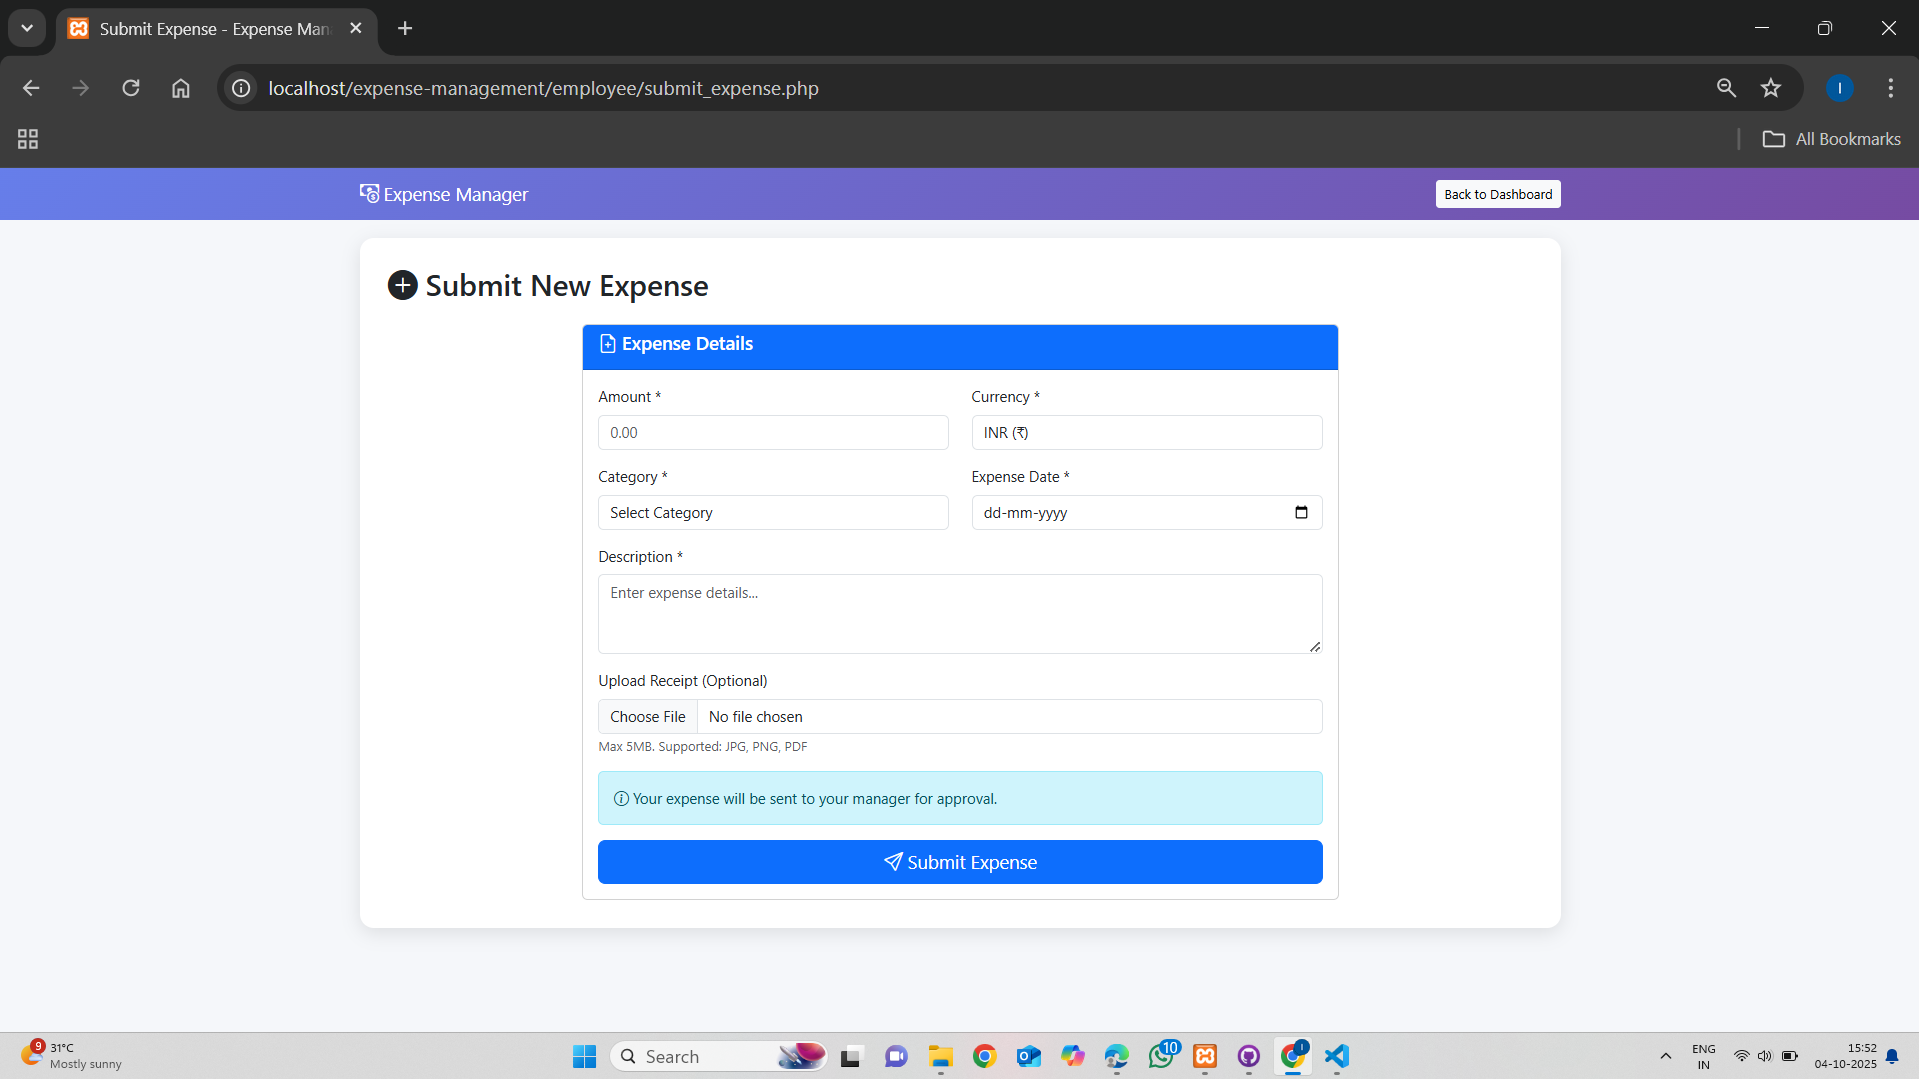 Submit Expense - Expense Man
localhost/expense-management/employee/submit_expense.php
I
All Bookmarks
Expense Manager
Back to Dashboard
Submit New Expense
Expense Details
Amount *
Currency *
0.00
INR (₹)
Category *
Expense Date *
Select Category
dd-mm-yyyy
Description *
Enter expense details...
Upload Receipt (Optional)
Choose File
No file chosen
Max 5MB. Supported: JPG, PNG, PDF
Your expense will be sent to your manager for approval.
Submit Expense
9
31°C
Mostly sunny
Search
10
I
ENG
IN
15:52
04-10-2025